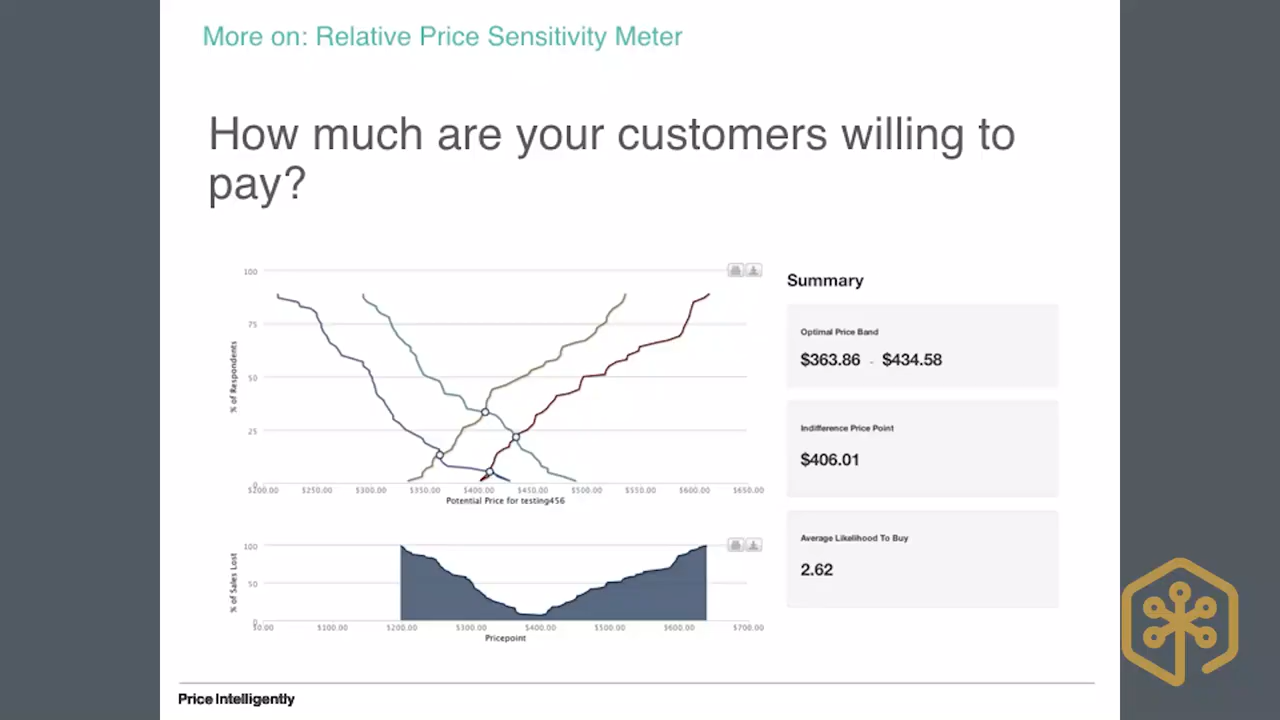 More on: Relative Price Sensitivity Meter
How much are your customers willing to
pay?
100
75
50
25
0
% of Respondents
$200.00 $250.00 $300.00 $350.00 $400.00 $450.00 $500.00 $550.00 $600.00 $650.00
Potential Price for testing456
100
50
0
% of Sales Lost
$0.00 $100.00 $200.00 $300.00 $400.00 $500.00 $600.00 $700.00
Pricepoint
Summary
Optimal Price Band
$363.86 - $434.58
Indifference Price Point
$406.01
Average Likelihood To Buy
2.62
Price Intelligently